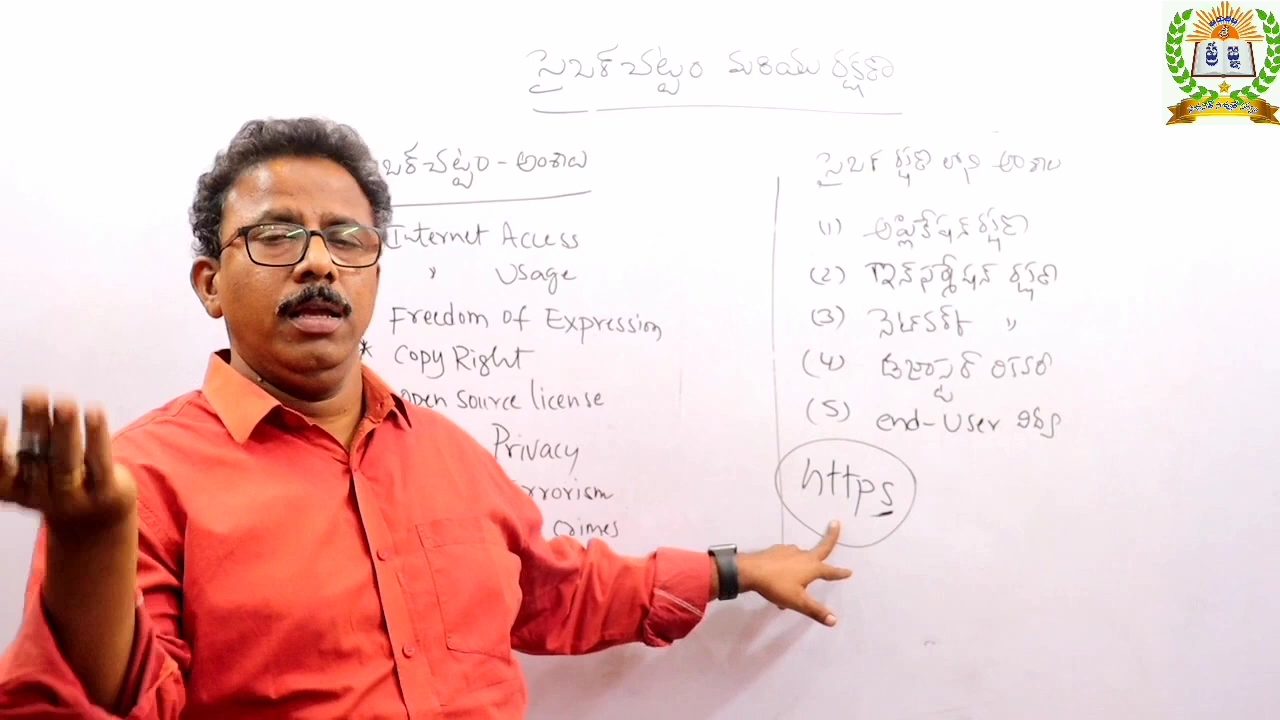 సైబర్ చట్టం మరియు రక్షణ
బర్ చట్టం - అంశాలు
Internet Access
" Usage
Freedom of Expression
* Copy Right
open source license
Privacy
rrorism
crimes
సైబర్ రక్షణ లోని అంశాలు
(1) అప్లికేషన్ రక్షణ
(2) ఇన్ఫర్మేషన్ రక్షణ
(3) నెట్‌వర్క్ "
(4) డిజాస్టర్ రికవరీ
(5) end-user విద్య
https